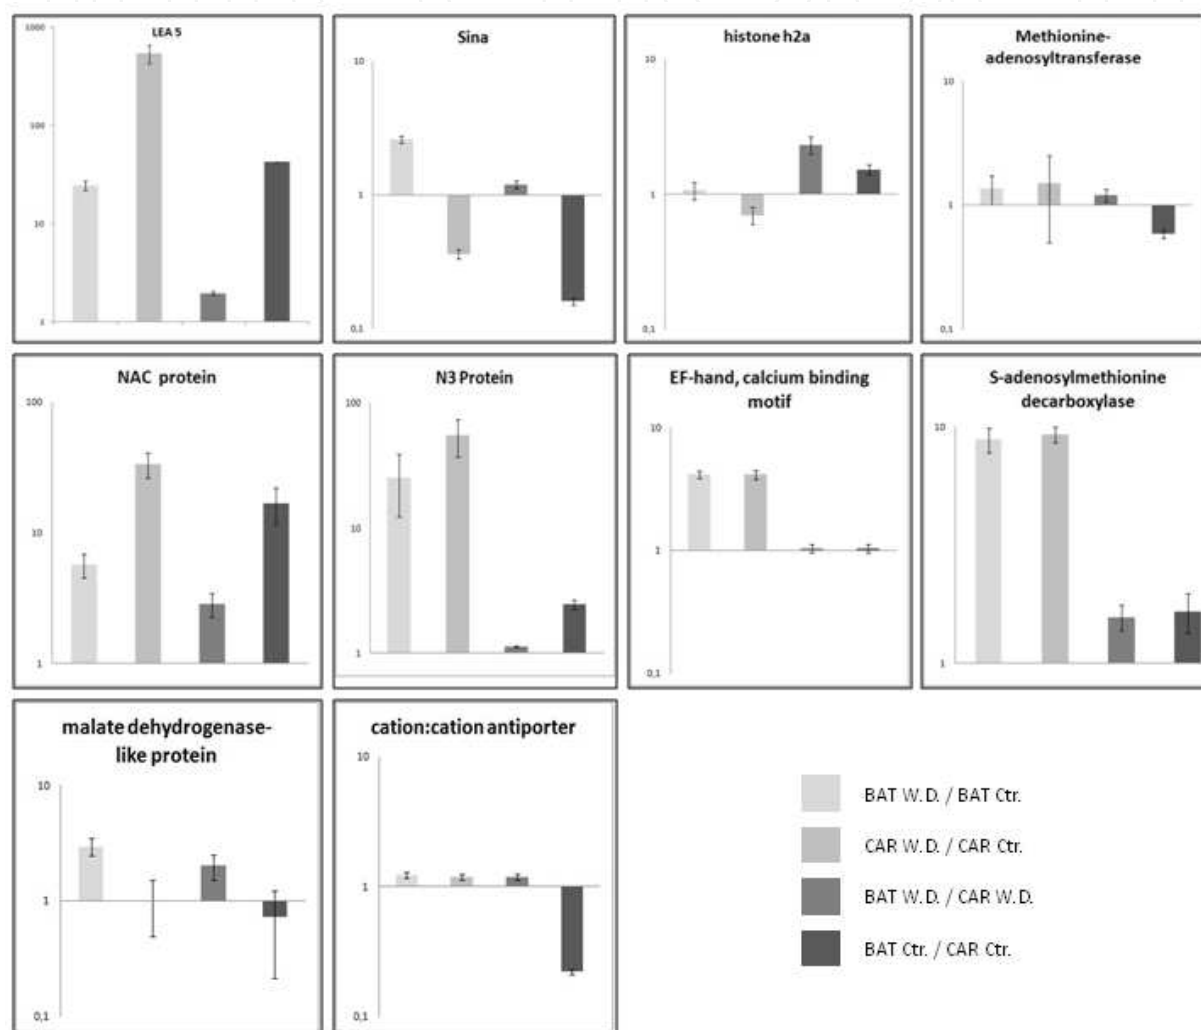 LEA 5
1000
100
10
1
Sina
10
1
0,1
histone h2a
10
1
0,1
Methionine-
adenosyltransferase
10
1
0,1
NAC protein
100
10
1
N3 Protein
100
10
1
EF-hand, calcium binding
motif
10
1
0,1
S-adenosylmethionine
decarboxylase
10
1
malate dehydrogenase-
like protein
10
1
0,1
cation:cation antiporter
10
1
0,1
BAT W.D. / BAT Ctr.
CAR W.D. / CAR Ctr.
BAT W.D. / CAR W.D.
BAT Ctr. / CAR Ctr.